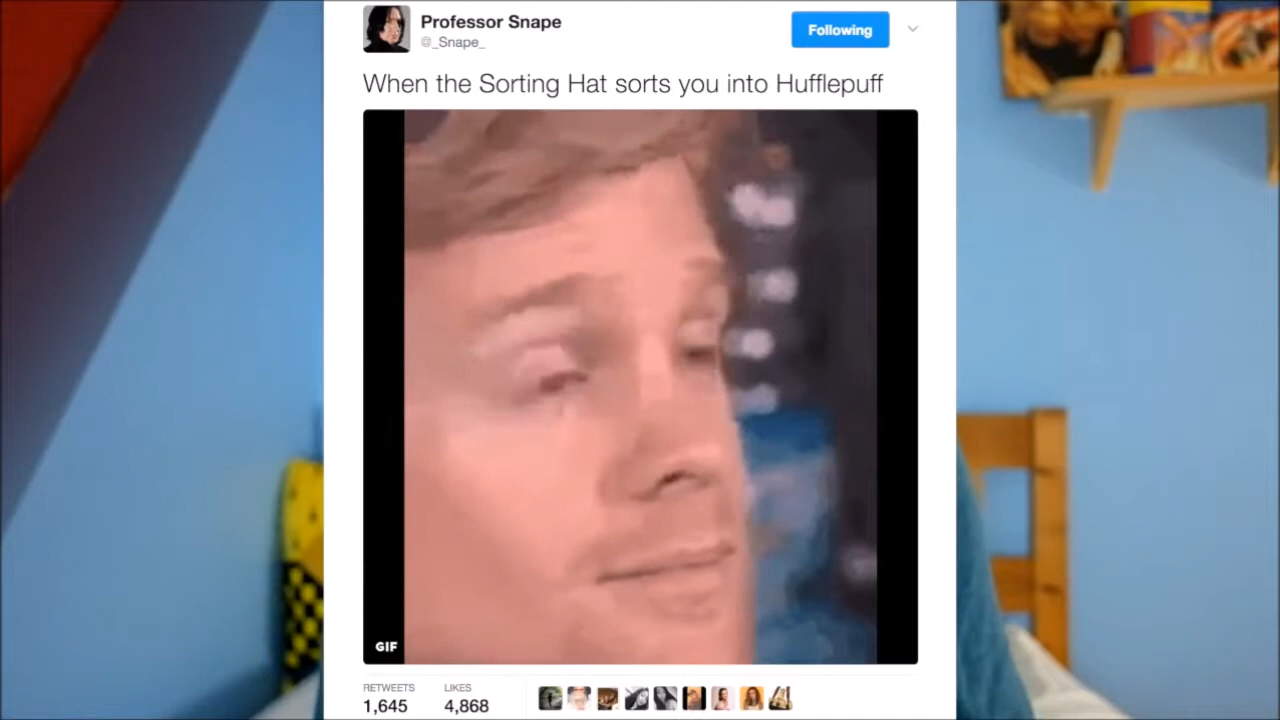 Professor Snape
@_Snape_
Following
When the Sorting Hat sorts you into Hufflepuff
GIF
RETWEETS LIKES
1,645 4,868